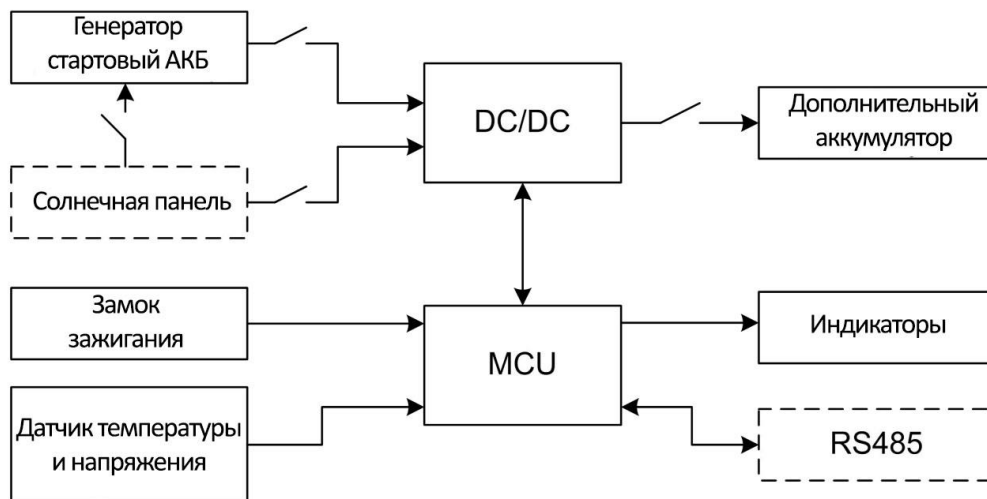 Генератор
стартовый АКБ
DC/DC
Дополнительный
аккумулятор
Солнечная панель
Замок
зажигания
MCU
Индикаторы
Датчик температуры
и напряжения
RS485